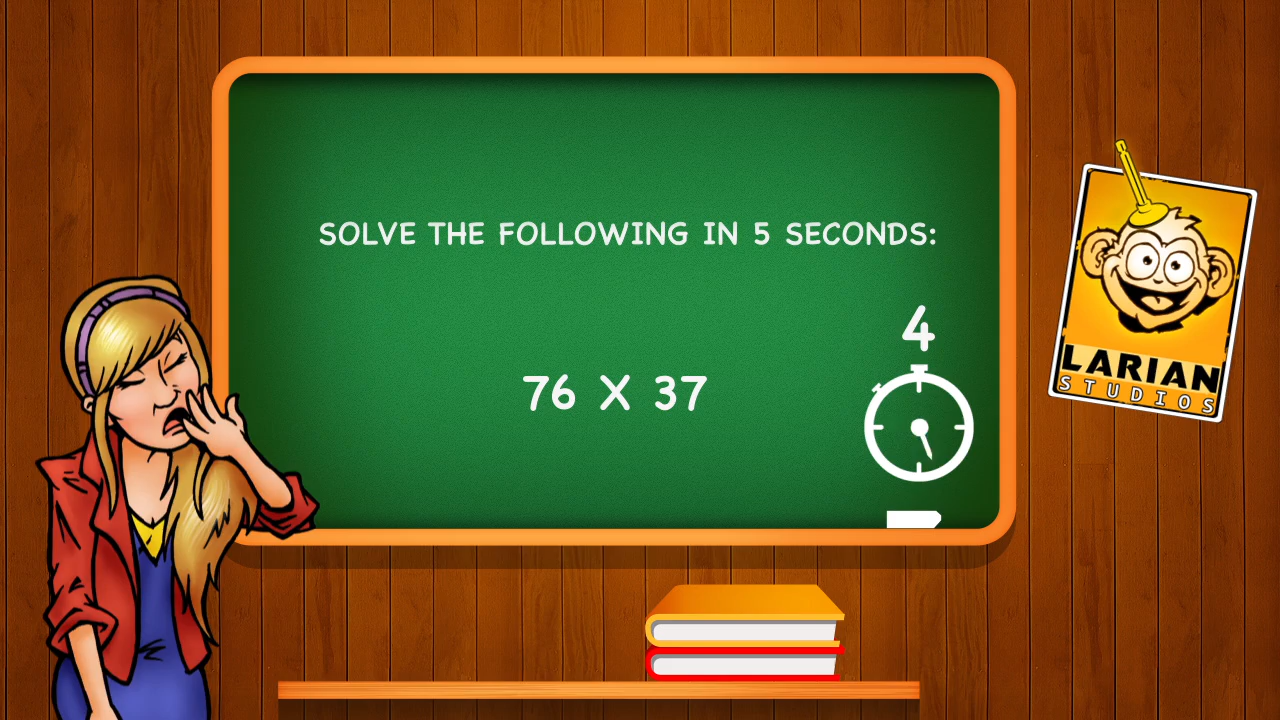 SOLVE THE FOLLOWING IN 5 SECONDS:
4
76 X 37
LARIAN
STUDIOS